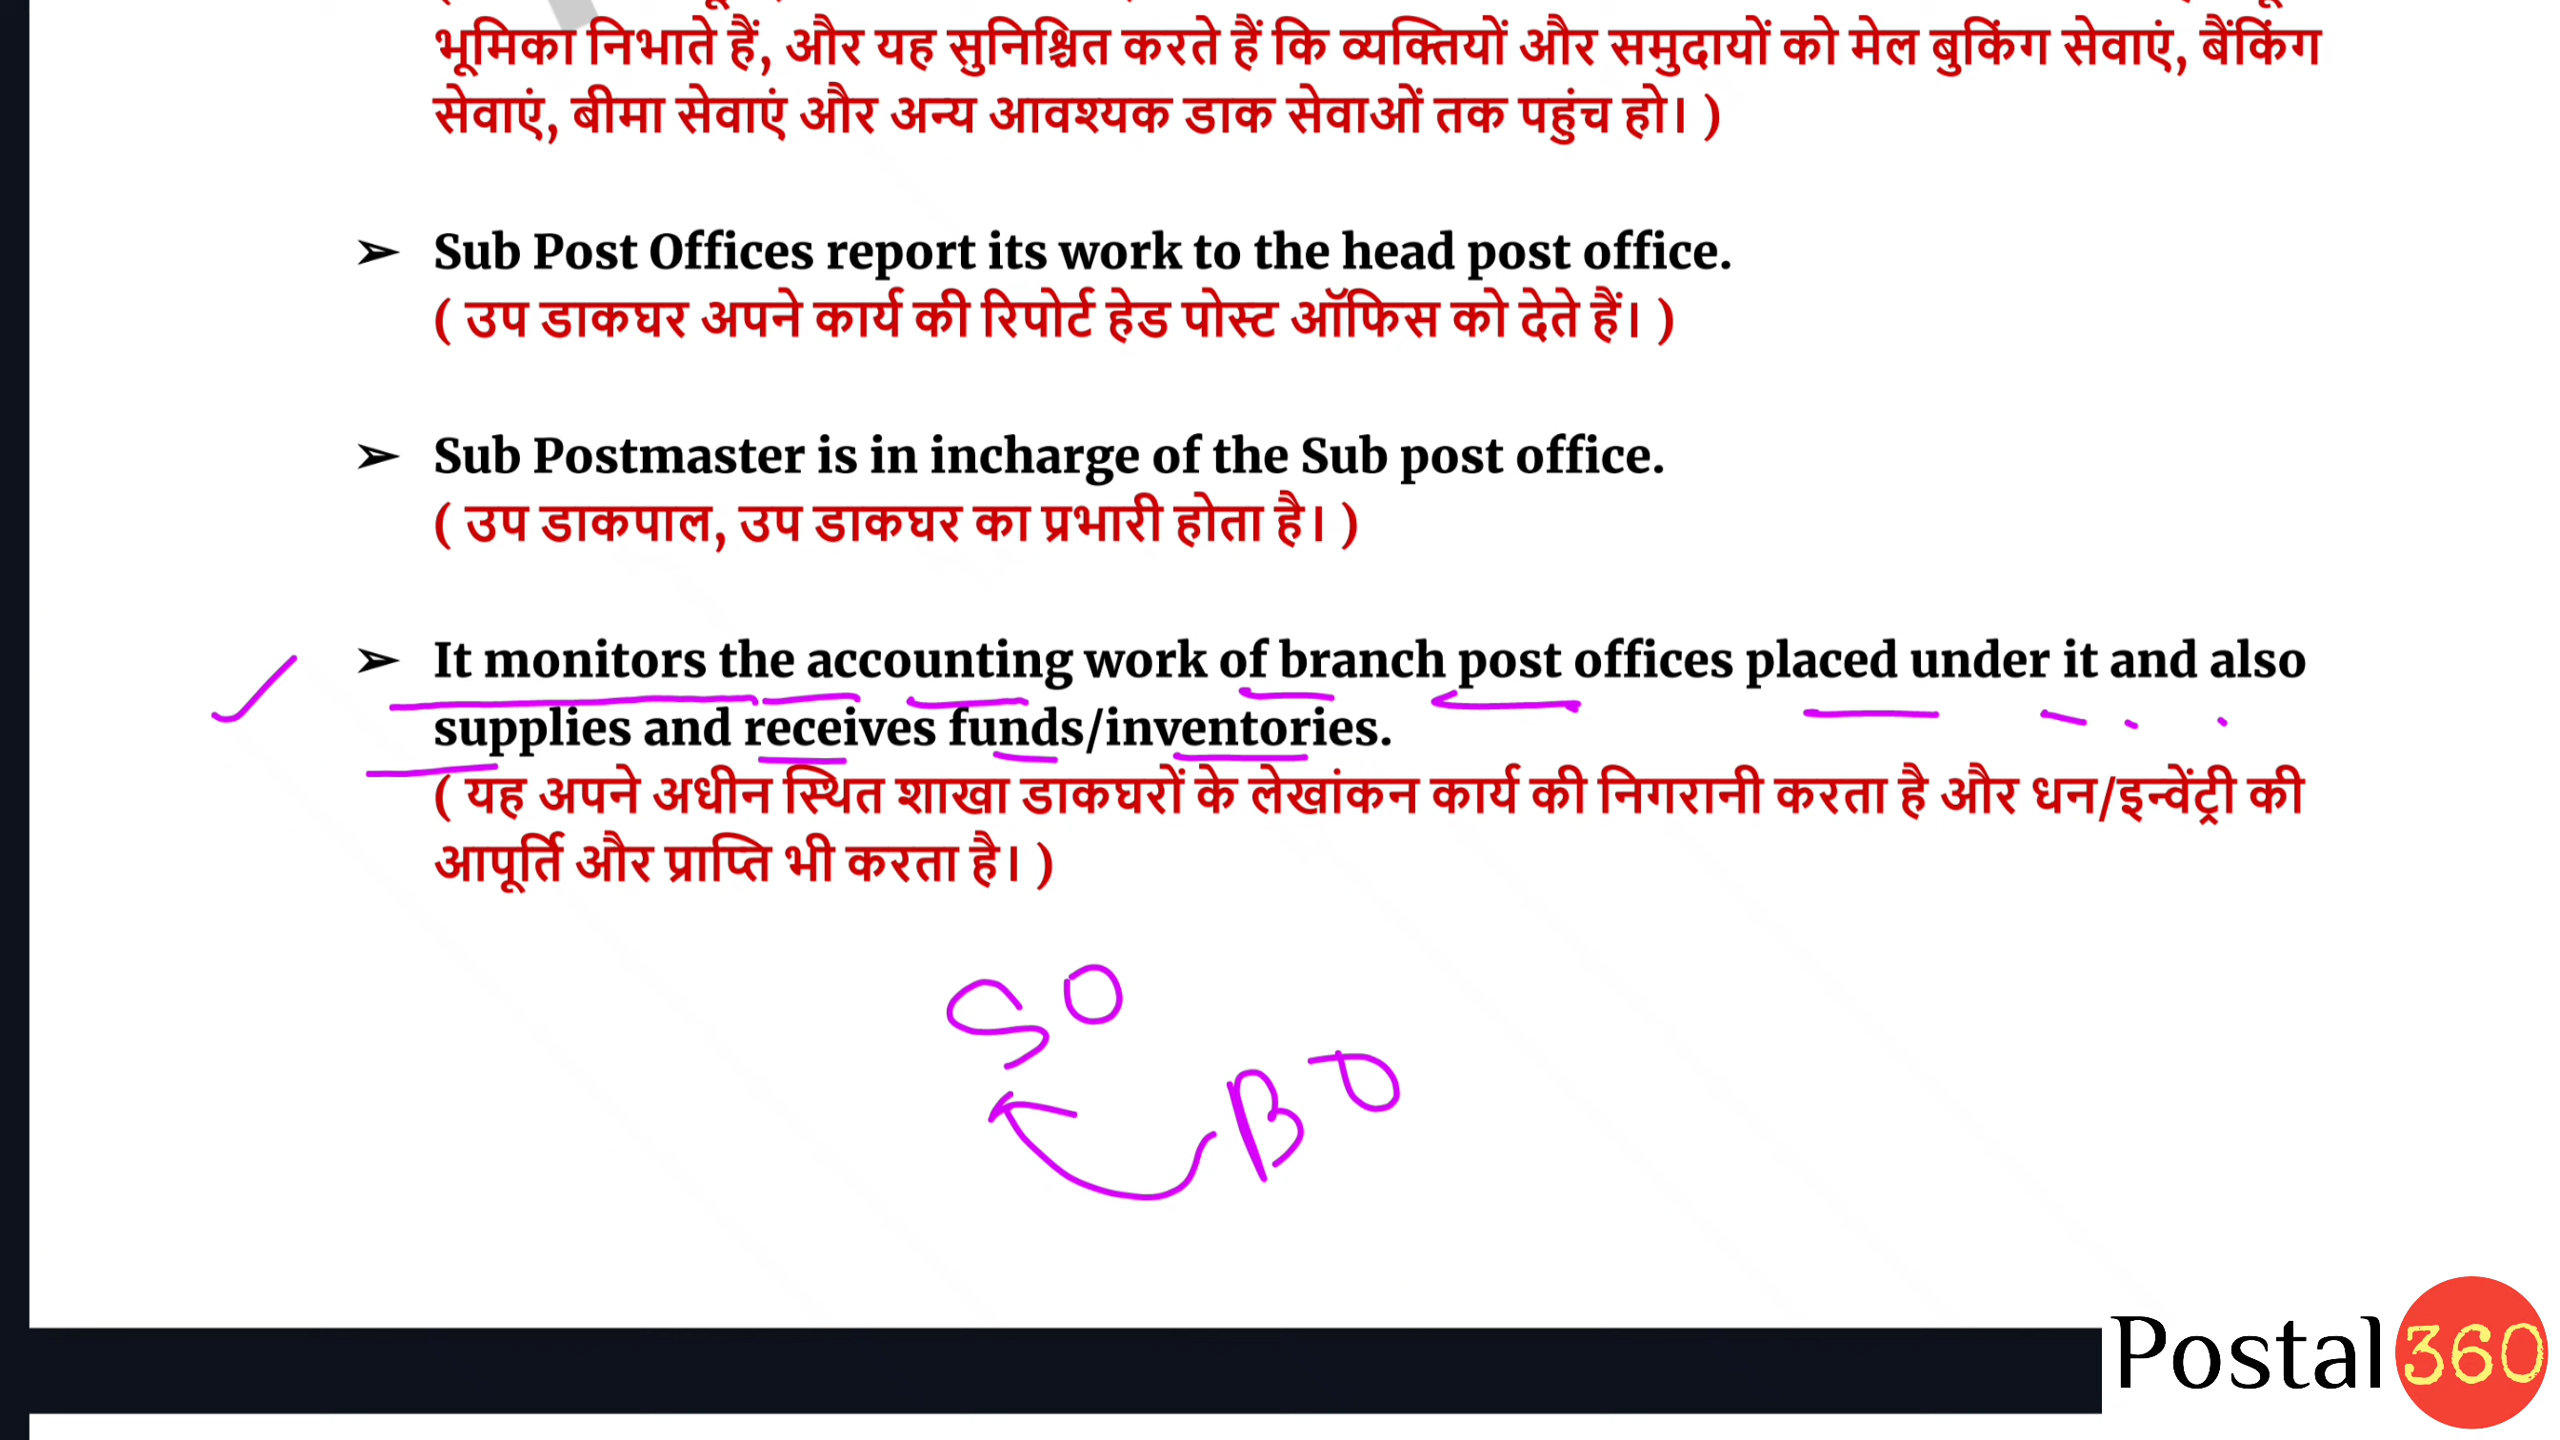 भूमिका निभाते हैं, और यह सुनिश्चित करते हैं कि व्यक्तियों और समुदायों को मेल बुकिंग सेवाएं, बैंकिंग
सेवाएं, बीमा सेवाएं और अन्य आवश्यक डाक सेवाओं तक पहुंच हो। )
➢ Sub Post Offices report its work to the head post office.
( उप डाकघर अपने कार्य की रिपोर्ट हेड पोस्ट ऑफिस को देते हैं। )
➢ Sub Postmaster is in incharge of the Sub post office.
( उप डाकपाल, उप डाकघर का प्रभारी होता है। )
➢ It monitors the accounting work of branch post offices placed under it and also
supplies and receives funds/inventories.
( यह अपने अधीन स्थित शाखा डाकघरों के लेखांकन कार्य की निगरानी करता है और धन/इन्वेंट्री की
आपूर्ति और प्राप्ति भी करता है। )
SO
BO
Postal 360